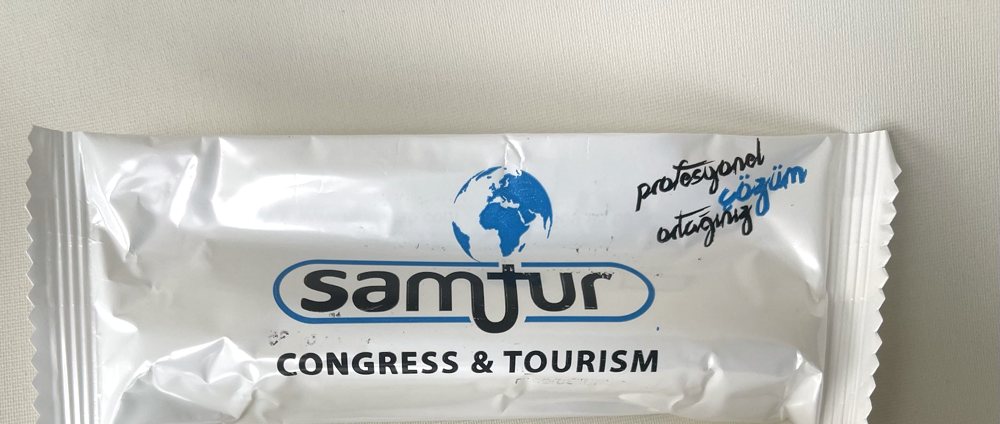 profesyonel
çözüm
ortağınız
samtur
CONGRESS & TOURISM